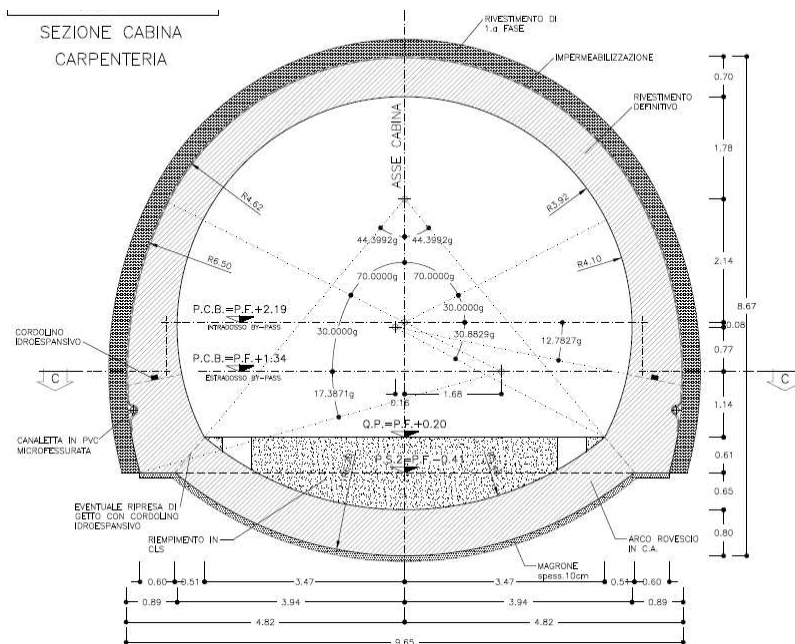 SEZIONE CABINA
CARPENTERIA
RIVESTIMENTO DI
1.a FASE
IMPERMEABILIZZAZIONE
RIVESTIMENTO
DEFINITIVO
ASSE CABINA
R4.62
R3.92
R6.50
R4.10
44.3992g
44.3992g
70.0000g
70.0000g
30.0000g
30.0000g
30.8829g
12.7827g
17.3871g
P.C.B.=P.F.+2.19
INTRADOSSO BY-PASS
P.C.B.=P.F.+1.34
ESTRADOSSO BY-PASS
CORDOLINO
IDROESPANSIVO
C
C
0.16
1.68
Q.P.=P.F.+0.20
P.S.2=P.F.-0.41
CANALETTA IN PVC
MICROFESSURATA
EVENTUALE RIPRESA DI
GETTO CON CORDOLINO
IDROESPANSIVO
RIEMPIMENTO IN
CLS
ARCO ROVESCIO
IN C.A.
MAGRONE
spess.10cm
0.70
1.78
2.14
8.67
0.08
0.77
1.14
0.61
0.65
0.80
0.60
0.51
3.47
3.47
0.51
0.60
0.89
3.94
3.94
0.89
4.82
4.82
9.65